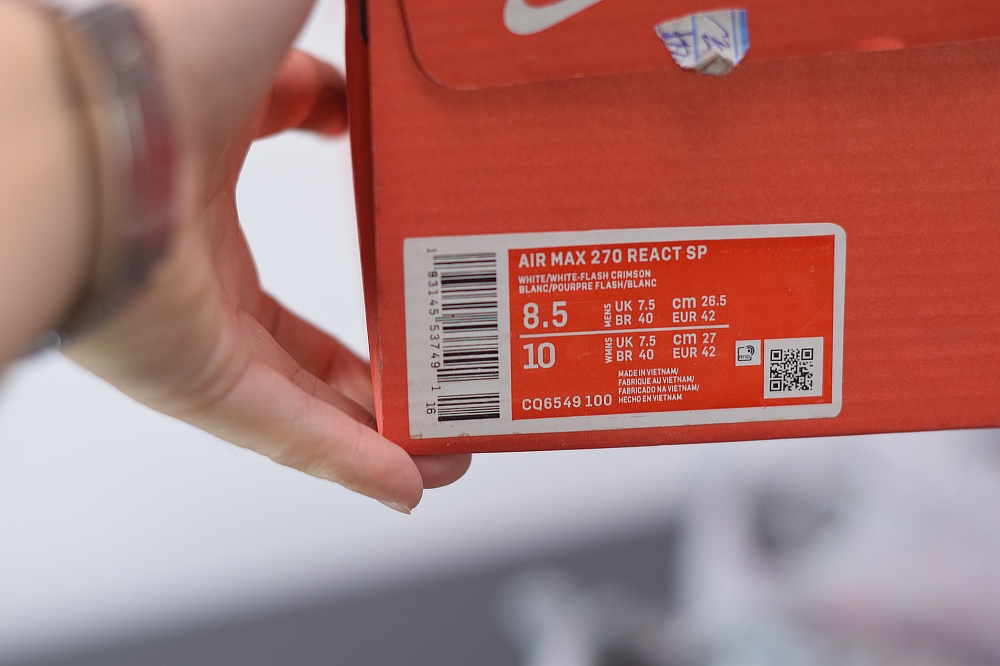 AIR MAX 270 REACT SP
WHITE/WHITE-FLASH CRIMSON
BLANC/POURPRE FLASH/BLANC
8.5 MENS UK 7.5 cm 26.5
BR 40 EUR 42
10 WMNS UK 7.5 cm 27
BR 40 EUR 42
MADE IN VIETNAM/
FABRIQUE AU VIETNAM/
FABRICADO NA VIETNAM/
HECHO EN VIETNAM
CQ6549 100
1 93145 53749 1
16